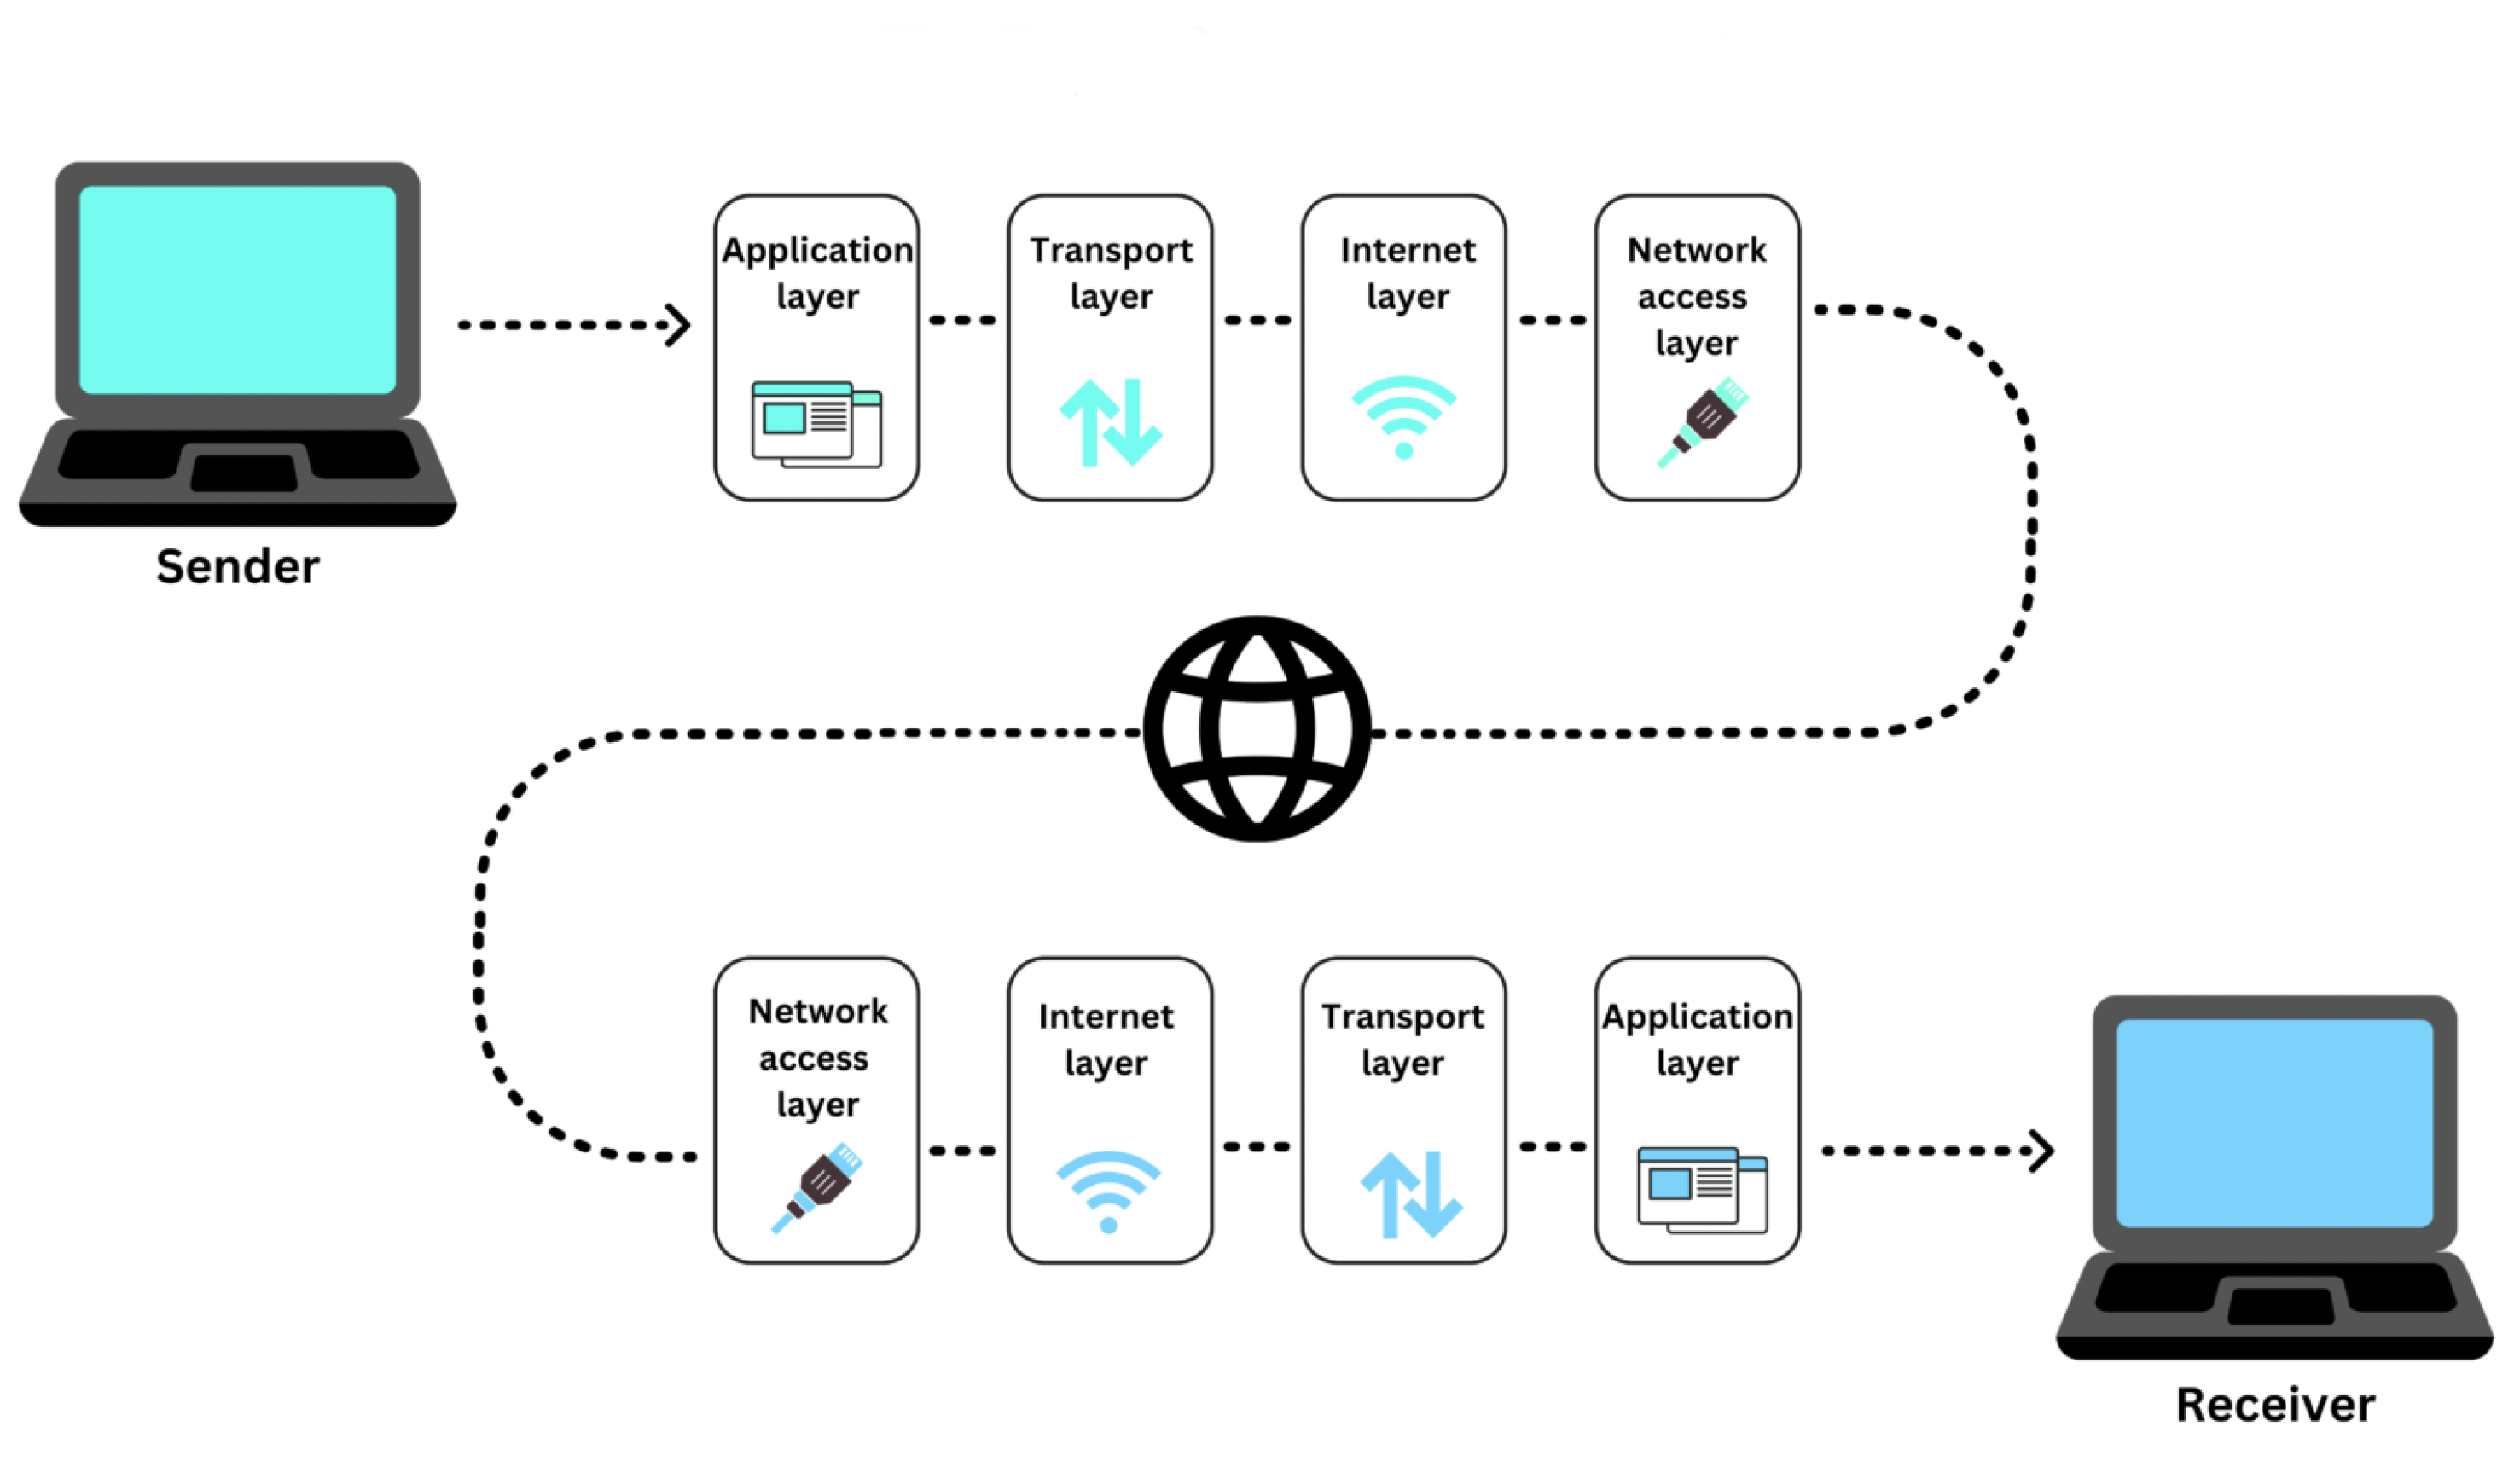 Application
layer
Transport
layer
Internet
layer
Network
access
layer
Sender
Network
access
layer
Internet
layer
Transport
layer
Application
layer
Receiver